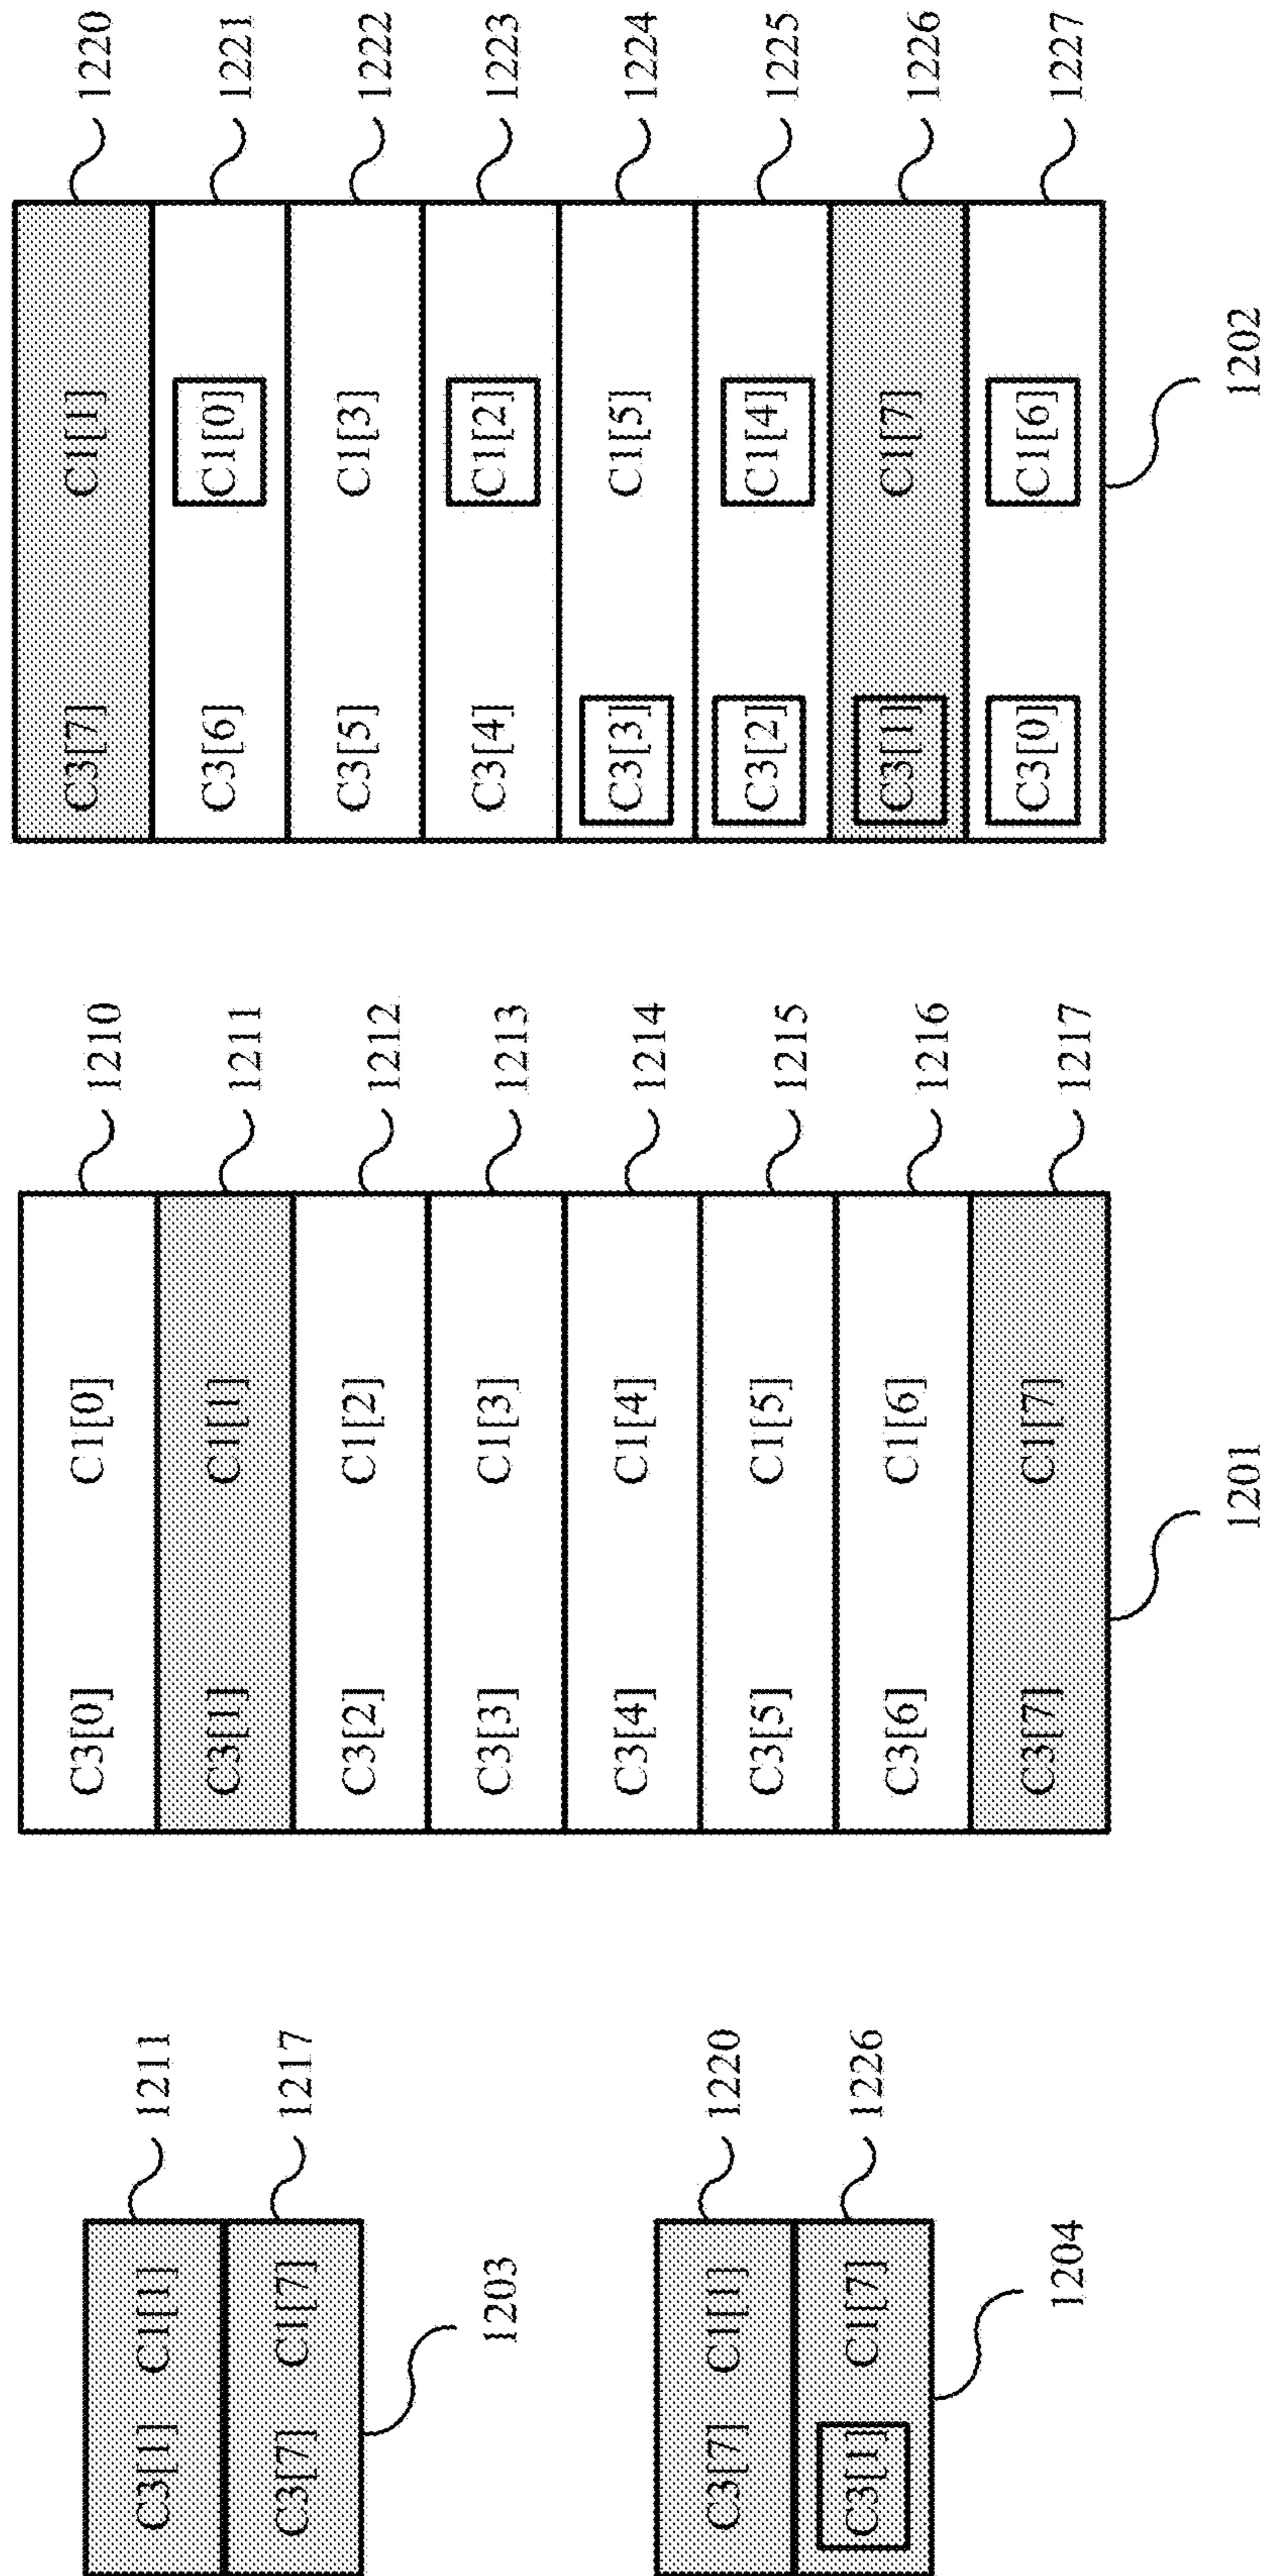 C3[1] C1[1] 1211
C3[7] C1[7] 1217
1203
C3[7] C1[1] 1220
C3[1] C1[7] 1226
1204
C3[0] C1[0] 1210
C3[1] C1[1] 1211
C3[2] C1[2] 1212
C3[3] C1[3] 1213
C3[4] C1[4] 1214
C3[5] C1[5] 1215
C3[6] C1[6] 1216
C3[7] C1[7] 1217
1201
C3[7] C1[1] 1220
C3[6] C1[0] 1221
C3[5] C1[3] 1222
C3[4] C1[2] 1223
C3[3] C1[5] 1224
C3[2] C1[4] 1225
C3[1] C1[7] 1226
C3[0] C1[6] 1227
1202